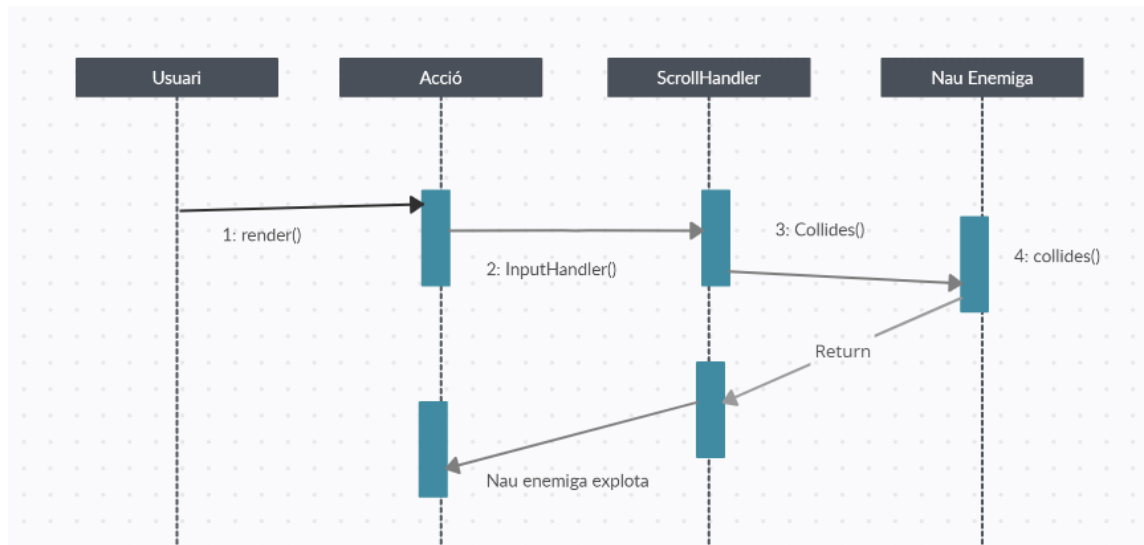 Usuari
Acció
ScrollHandler
Nau Enemiga
1: render()
2: InputHandler()
3: Collides()
4: collides()
Return
Nau enemiga explota